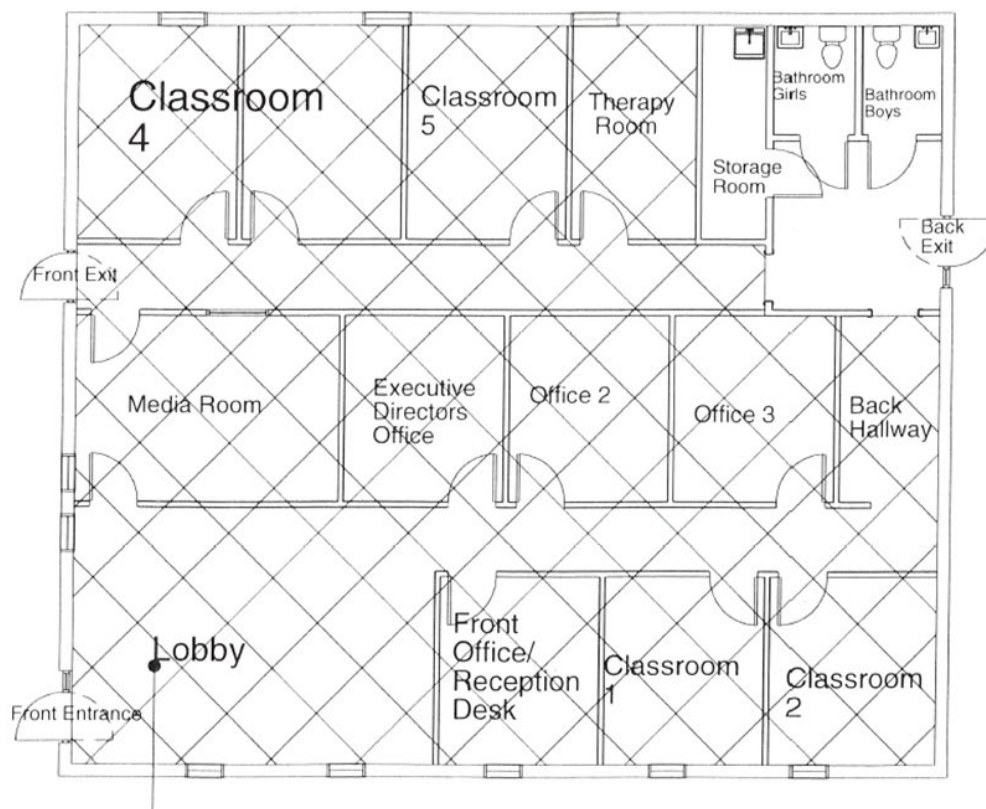 Classroom
4
Classroom
5
Therapy
Room
Storage
Room
Bathroom
Girls
Bathroom
Boys
Front Exit
Back
Exit
Media Room
Executive
Directors
Office
Office 2
Office 3
Back
Hallway
Lobby
Front
Office/
Reception
Desk
Classroom
1
Classroom
2
Front Entrance